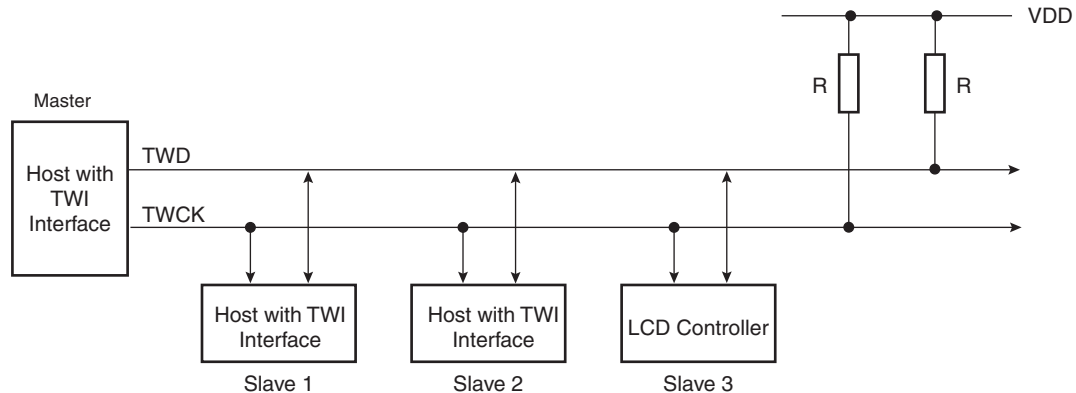 VDD
R
R
Master
Host with
TWI
Interface
TWD
TWCK
Host with TWI
Interface
Slave 1
Host with TWI
Interface
Slave 2
LCD Controller
Slave 3